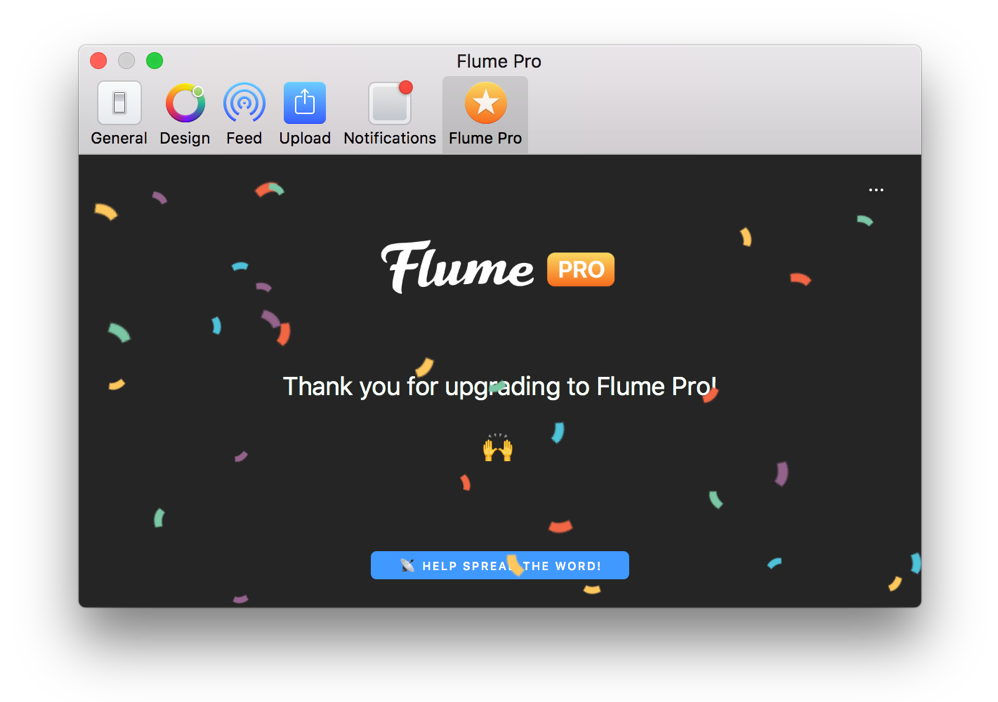 Flume Pro
General Design Feed Upload Notifications Flume Pro
...
Flume PRO
Thank you for upgrading to Flume Pro!
🙌
📡 HELP SPREAD THE WORD!